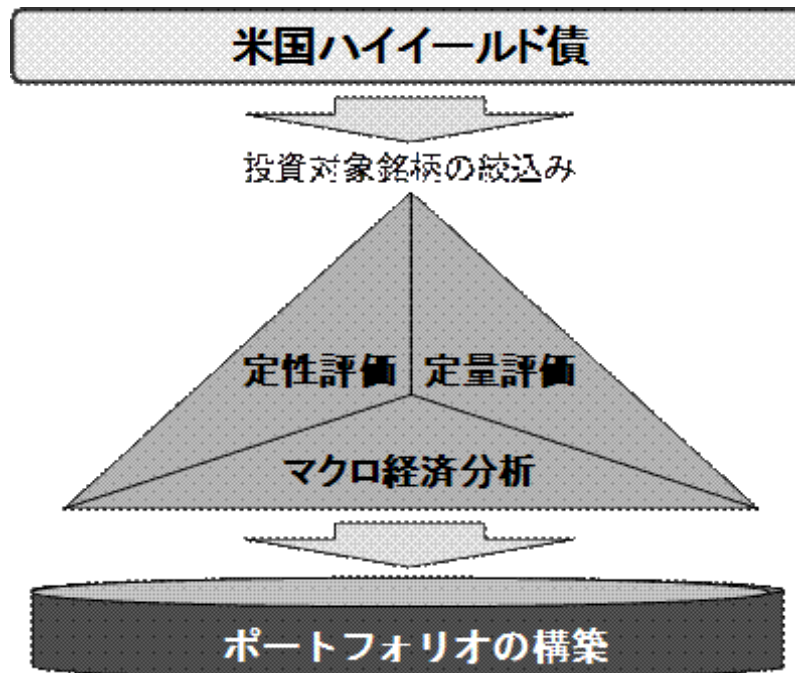 米国ハイイールド債
投資対象銘柄の絞込み
定性評価 定量評価
マクロ経済分析
ポートフォリオの構築